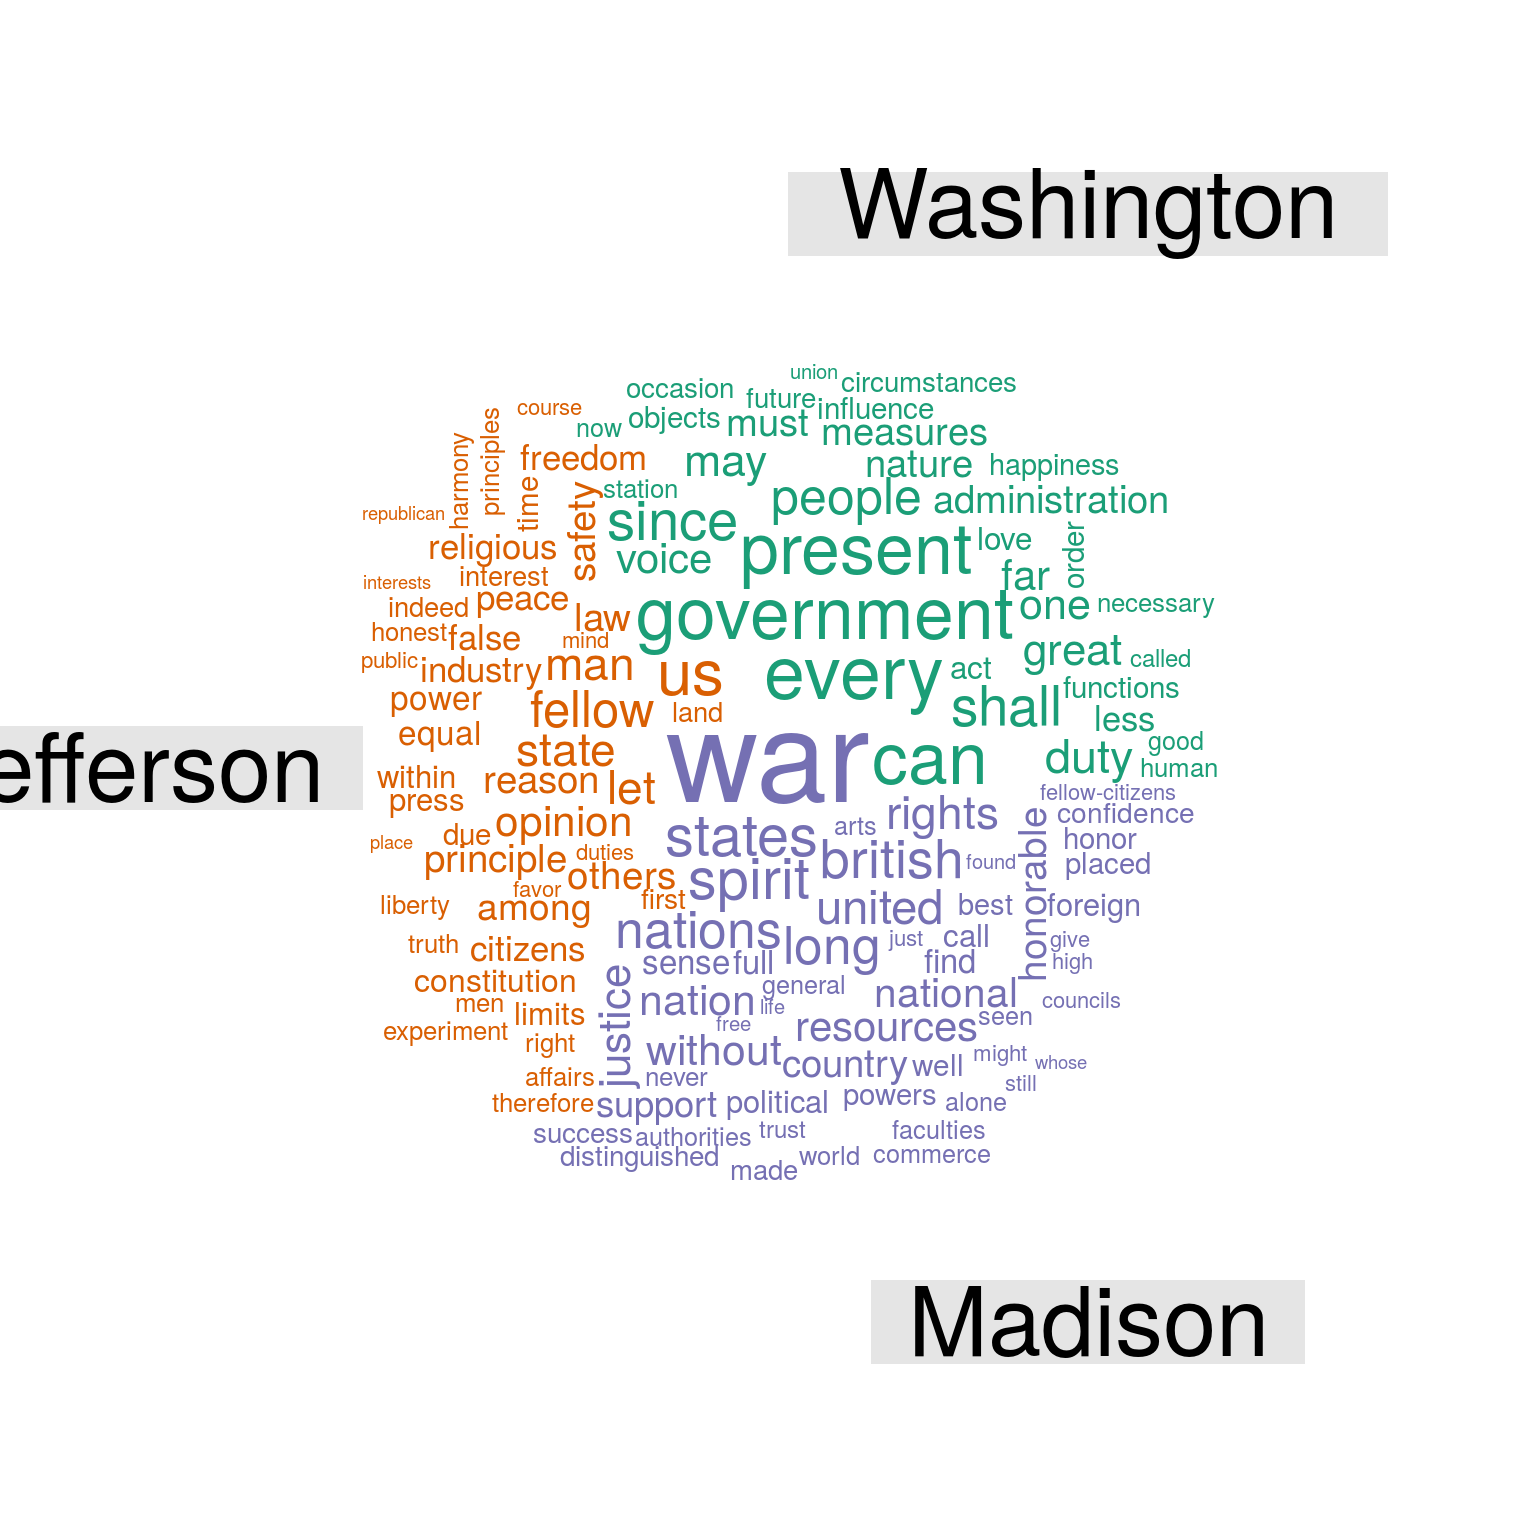 Washington
union
circumstances
occasion
future
influence
course
now
objects
must
measures
harmony
principles
freedom
may
nature
happiness
republican
time
safety
station
people
administration
since
religious
voice
present
love
order
interests
interest
far
indeed
peace
law
government
one
necessary
honest
false
mind
great
called
public
industry
man
us
every
act
functions
power
fellow
land
shall
less
equal
state
war
can
duty
good
human
efferson
within
reason
let
press
fellow-citizens
confidence
place
due
opinion
states
arts
rights
honorable
honor
principle
duties
british
found
placed
favor
others
spirit
liberty
among
first
united
best
foreign
truth
citizens
nations
long
just
call
give
constitution
sense
full
find
high
men
limits
justice
nation
general
life
national
councils
experiment
right
free
resources
seen
without
country
well
might
whose
affairs
never
still
therefore
support
political
powers
alone
success
authorities
trust
faculties
distinguished
made
world
commerce
Madison